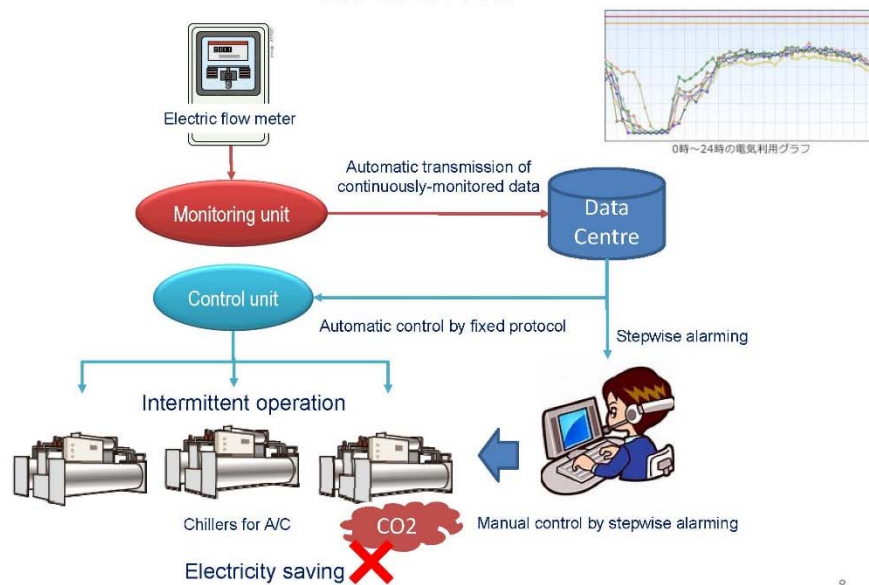 Electric flow meter
0時～24時の電気利用グラフ
Automatic transmission of
continuously-monitored data
Monitoring unit
Data
Centre
Control unit
Automatic control by fixed protocol
Stepwise alarming
Intermittent operation
Chillers for A/C
CO2
Manual control by stepwise alarming
Electricity saving